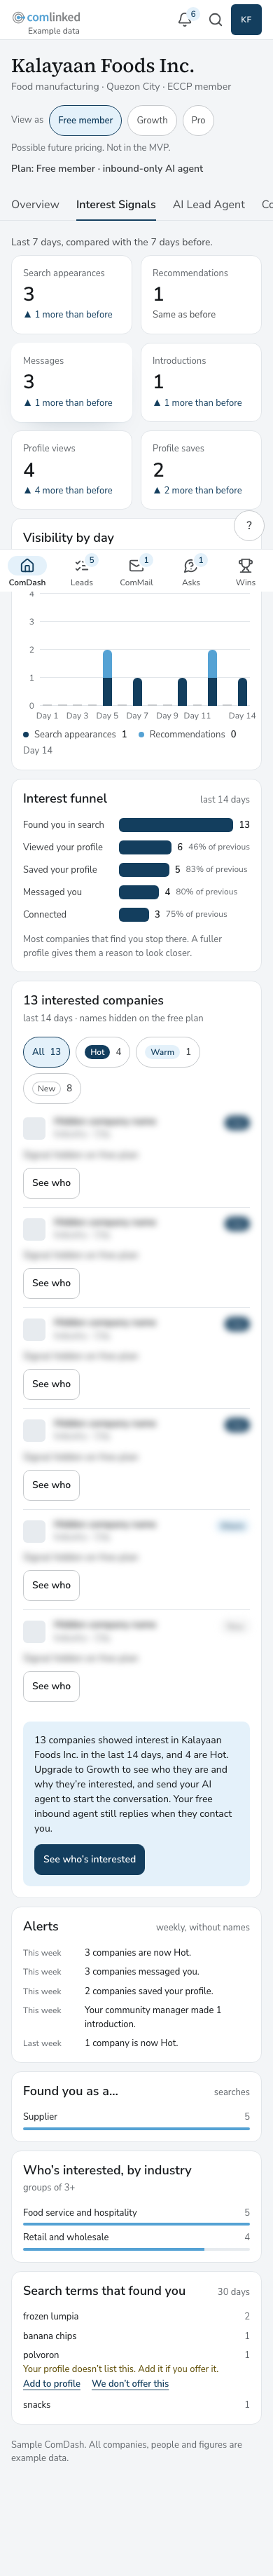 comlinked
Example data
6
KF
Kalayaan Foods Inc.
Food manufacturing · Quezon City · ECCP member
View as
Free member
Growth
Pro
Possible future pricing. Not in the MVP.
Plan: Free member · inbound-only AI agent
Overview
Interest Signals
AI Lead Agent
Co
Last 7 days, compared with the 7 days before.
Search appearances
3
▲ 1 more than before
Recommendations
1
Same as before
Messages
3
▲ 1 more than before
Introductions
1
▲ 1 more than before
Profile views
4
▲ 4 more than before
Profile saves
2
▲ 2 more than before
?
Visibility by day
ComDash
5
Leads
1
ComMail
1
Asks
Wins
4
3
2
1
0
Day 1 Day 3 Day 5 Day 7 Day 9 Day 11 Day 14
Search appearances 1 Recommendations 0
Day 14
Interest funnel
last 14 days
Found you in search 13
Viewed your profile 6 46% of previous
Saved your profile 5 83% of previous
Messaged you 4 80% of previous
Connected 3 75% of previous
Most companies that find you stop there. A fuller
profile gives them a reason to look closer.
13 interested companies
last 14 days · names hidden on the free plan
All 13
Hot 4
Warm 1
New 8
See who
See who
See who
See who
See who
See who
13 companies showed interest in Kalayaan
Foods Inc. in the last 14 days, and 4 are Hot.
Upgrade to Growth to see who they are and
why they're interested, and send your AI
agent to start the conversation. Your free
inbound agent still replies when they contact
you.
See who's interested
Alerts
weekly, without names
This week 3 companies are now Hot.
This week 3 companies messaged you.
This week 2 companies saved your profile.
This week Your community manager made 1
introduction.
Last week 1 company is now Hot.
Found you as a…
searches
Supplier 5
Who's interested, by industry
groups of 3+
Food service and hospitality 5
Retail and wholesale 4
Search terms that found you
30 days
frozen lumpia 2
banana chips 1
polvoron 1
Your profile doesn't list this. Add it if you offer it.
Add to profile We don't offer this
snacks 1
Sample ComDash. All companies, people and figures are
example data.